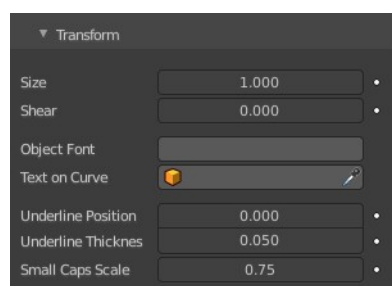 Transform
Size 1.000
Shear 0.000
Object Font
Text on Curve
Underline Position 0.000
Underline Thicknes 0.050
Small Caps Scale 0.75